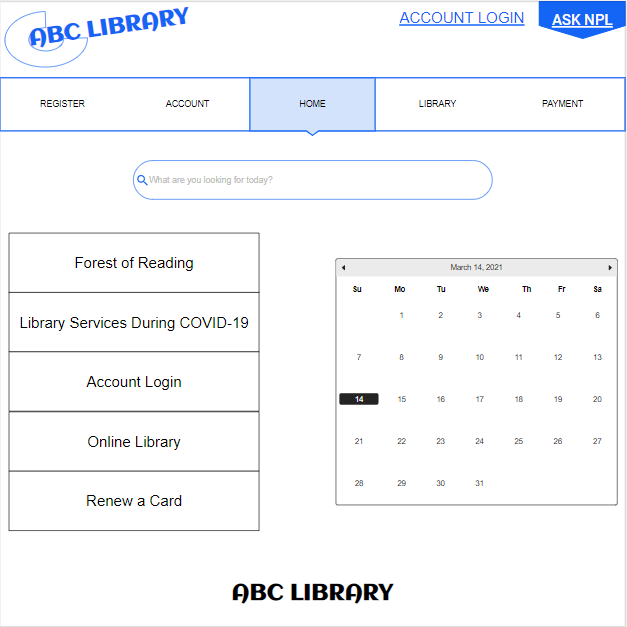 ABC LIBRARY
ACCOUNT LOGIN
ASK NPL
REGISTER ACCOUNT HOME LIBRARY PAYMENT
What are you looking for today?
Forest of Reading
Library Services During COVID-19
Account Login
Online Library
Renew a Card
March 14, 2021
Su Mo Tu We Th Fr Sa
1 2 3 4 5 6
7 8 9 10 11 12 13
14 15 16 17 18 19 20
21 22 23 24 25 26 27
28 29 30 31
ABC LIBRARY